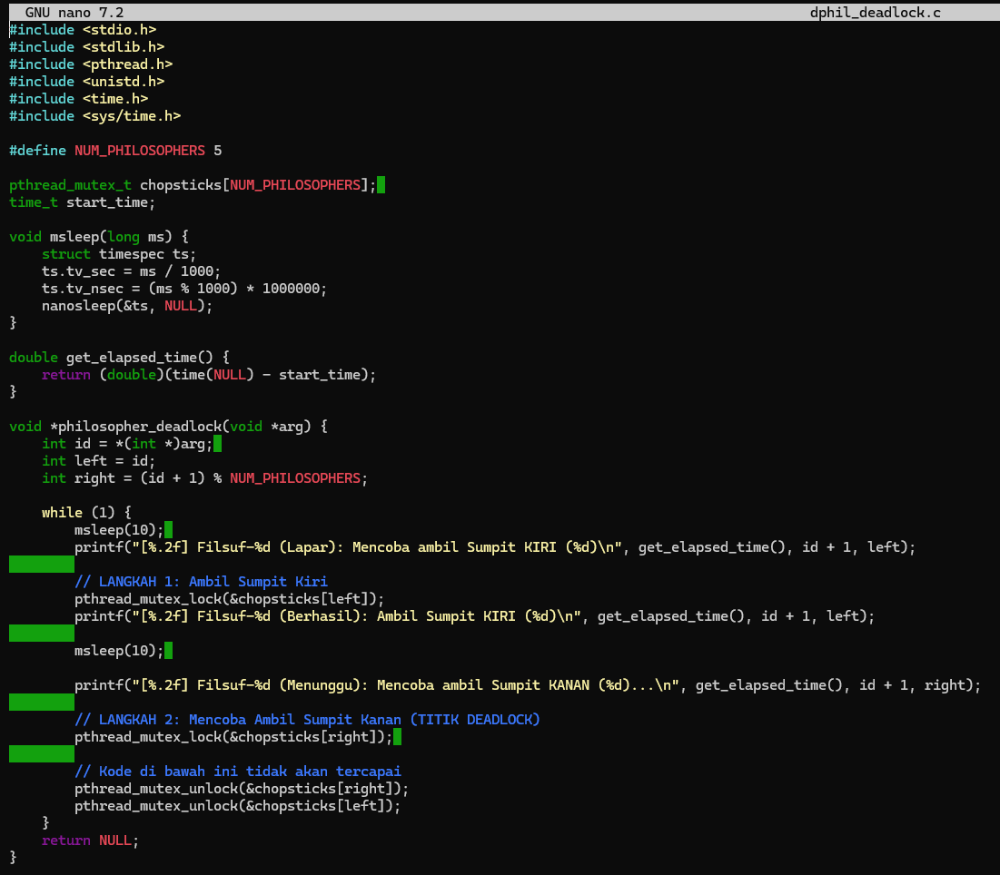 GNU nano 7.2 dphil_deadlock.c
#include <stdio.h>
#include <stdlib.h>
#include <pthread.h>
#include <unistd.h>
#include <time.h>
#include <sys/time.h>

#define NUM_PHILOSOPHERS 5

pthread_mutex_t chopsticks[NUM_PHILOSOPHERS];
time_t start_time;

void msleep(long ms) {
    struct timespec ts;
    ts.tv_sec = ms / 1000;
    ts.tv_nsec = (ms % 1000) * 1000000;
    nanosleep(&ts, NULL);
}

double get_elapsed_time() {
    return (double)(time(NULL) - start_time);
}

void *philosopher_deadlock(void *arg) {
    int id = *(int *)arg;
    int left = id;
    int right = (id + 1) % NUM_PHILOSOPHERS;

    while (1) {
        msleep(10);
        printf("[%.2f] Filsuf-%d (Lapar): Mencoba ambil Sumpit KIRI (%d)\n", get_elapsed_time(), id + 1, left);

        // LANGKAH 1: Ambil Sumpit Kiri
        pthread_mutex_lock(&chopsticks[left]);
        printf("[%.2f] Filsuf-%d (Berhasil): Ambil Sumpit KIRI (%d)\n", get_elapsed_time(), id + 1, left);

        msleep(10);

        printf("[%.2f] Filsuf-%d (Menunggu): Mencoba ambil Sumpit KANAN (%d)...\n", get_elapsed_time(), id + 1, right);

        // LANGKAH 2: Mencoba Ambil Sumpit Kanan (TITIK DEADLOCK)
        pthread_mutex_lock(&chopsticks[right]);

        // Kode di bawah ini tidak akan tercapai
        pthread_mutex_unlock(&chopsticks[right]);
        pthread_mutex_unlock(&chopsticks[left]);
    }
    return NULL;
}